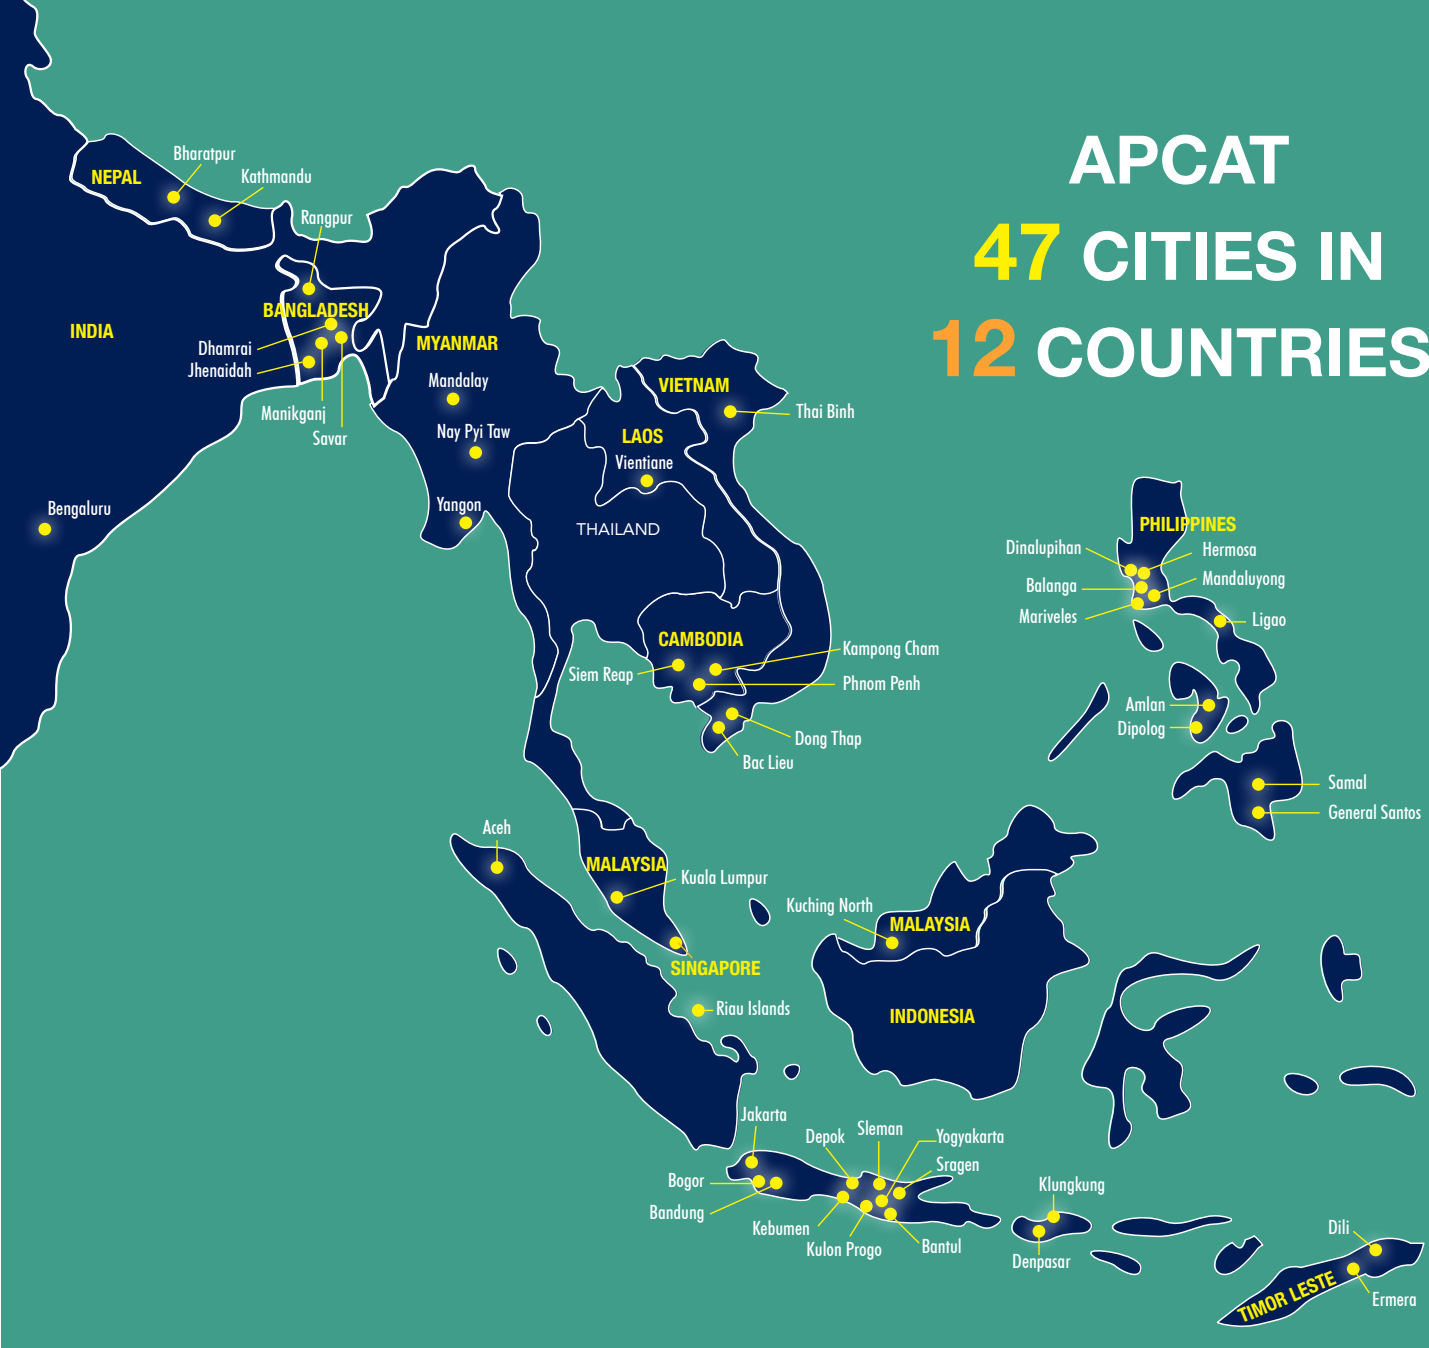 APCAT
47 CITIES IN
12 COUNTRIES
Bharatpur
NEPAL
Kathmandu
Rangpur
BANGLADESH
INDIA
Dhamrai
Jhenaidah
Manikganj
Savar
Bengaluru
MYANMAR
Mandalay
Nay Pyi Taw
Yangon
VIETNAM
Thai Binh
LAOS
Vientiane
THAILAND
CAMBODIA
Siem Reap
Kampong Cham
Phnom Penh
Dong Thap
Bac Lieu
PHILIPPINES
Dinalupihan
Hermosa
Balanga
Mandaluyong
Mariveles
Ligao
Amlan
Dipolog
Samal
General Santos
Aceh
MALAYSIA
Kuala Lumpur
Kuching North
MALAYSIA
SINGAPORE
Riau Islands
INDONESIA
Jakarta
Depok
Sleman
Yogyakarta
Sragen
Bogor
Bandung
Kebumen
Kulon Progo
Bantul
Klungkung
Denpasar
Dili
TIMOR LESTE
Ermera